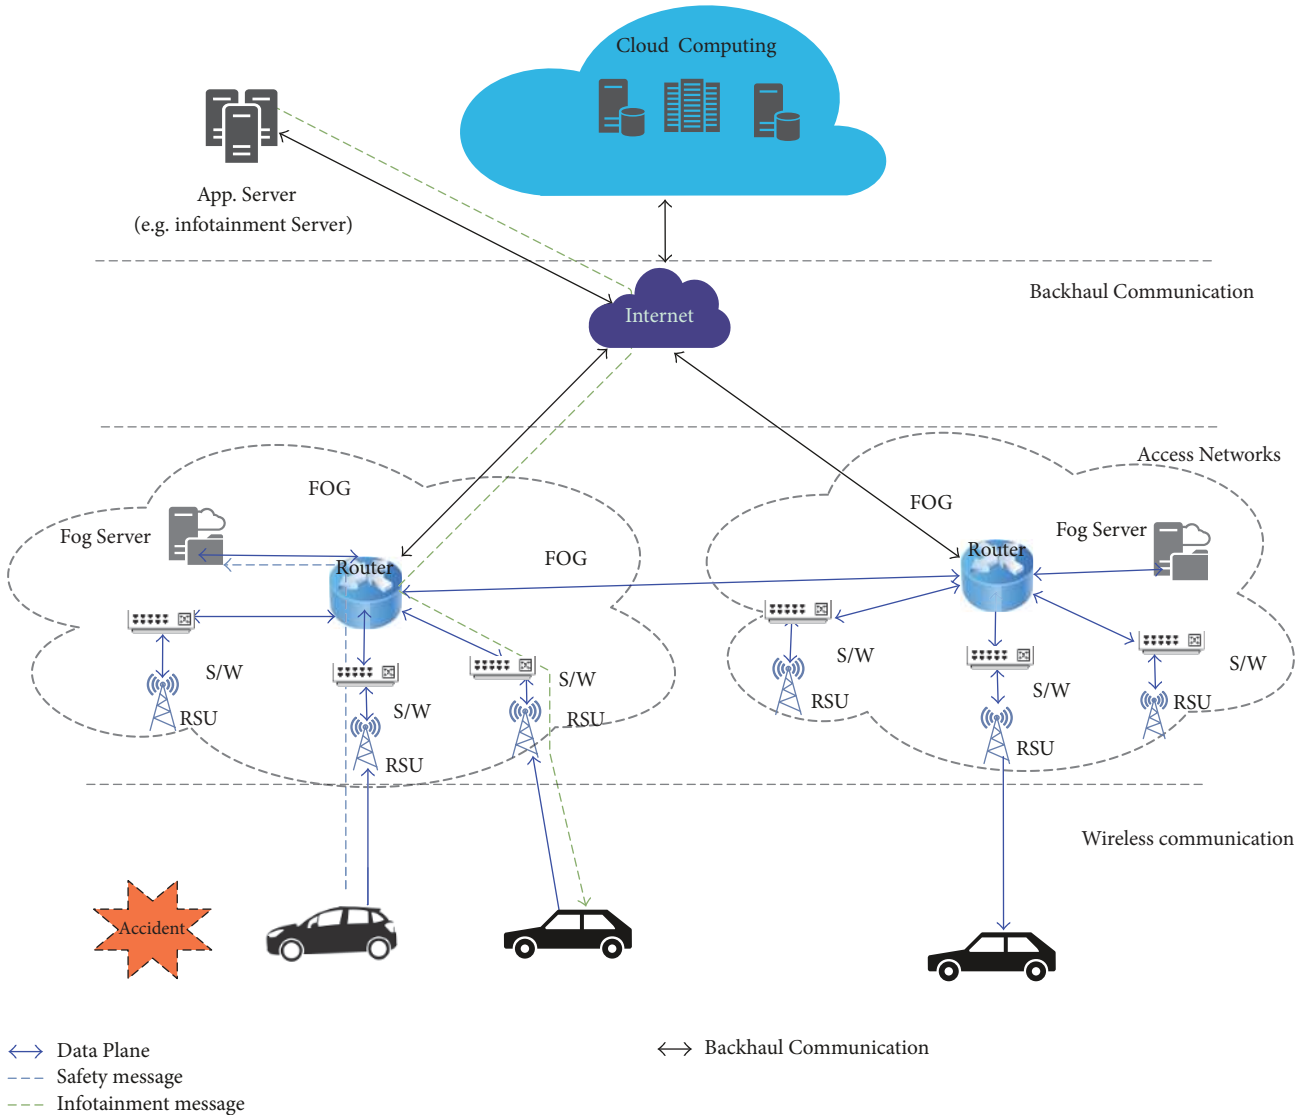 Cloud Computing
App. Server
(e.g. infotainment Server)
Backhaul Communication
Internet
Access Networks
FOG
FOG
Fog Server
Fog Server
FOG
Router
Router
S/W
S/W
S/W
S/W
S/W
S/W
RSU
RSU
RSU
RSU
RSU
RSU
Wireless communication
Accident
Data Plane
Backhaul Communication
Safety message
Infotainment message